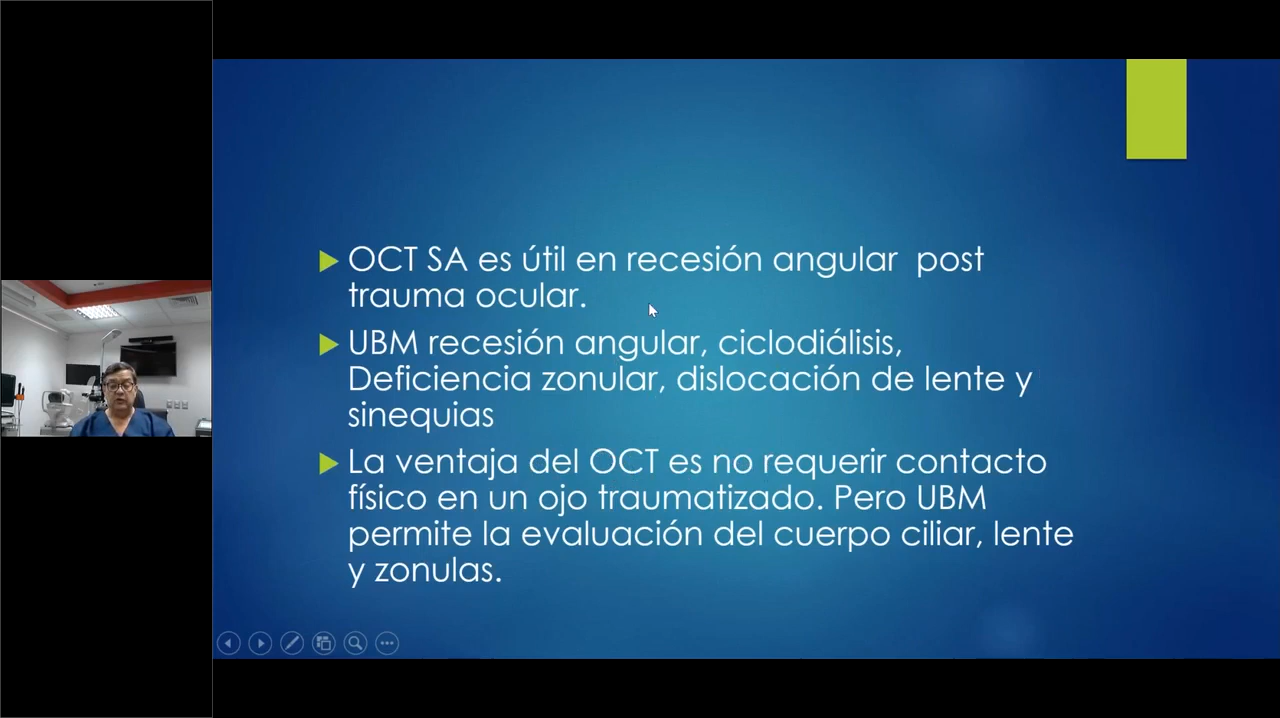 OCT SA es útil en recesión angular post
trauma ocular.
UBM recesión angular, ciclodiálisis,
Deficiencia zonular, dislocación de lente y
sinequias
La ventaja del OCT es no requerir contacto
físico en un ojo traumatizado. Pero UBM
permite la evaluación del cuerpo ciliar, lente
y zonulas.